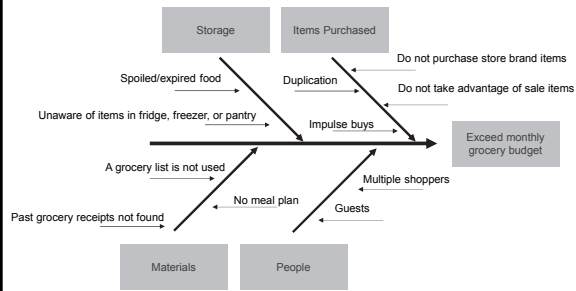 Storage
Items Purchased
Do not purchase store brand items
Spoiled/expired food
Duplication
Do not take advantage of sale items
Unaware of items in fridge, freezer, or pantry
Impulse buys
Exceed monthly
grocery budget
A grocery list is not used
Multiple shoppers
No meal plan
Guests
Past grocery receipts not found
Materials
People